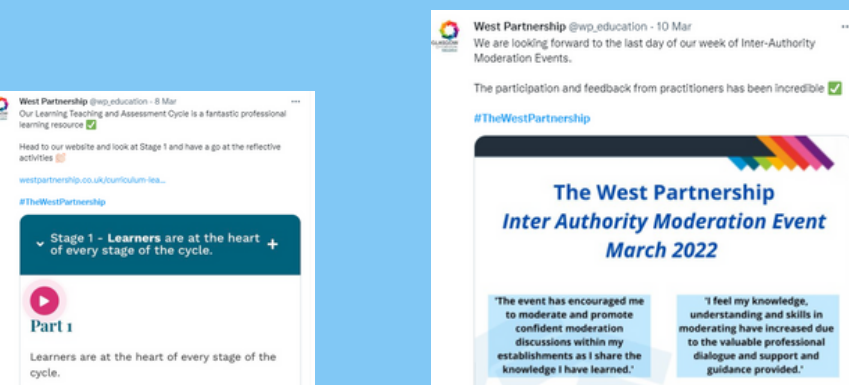 West Partnership @wp_education · 8 Mar
Our Learning Teaching and Assessment Cycle is a fantastic professional
learning resource ✅
Head to our website and look at Stage 1 and have a go at the reflective
activities
westpartnership.co.uk/curriculum-lea...
#TheWestPartnership
Stage 1 - Learners are at the heart
of every stage of the cycle.
Part 1
Learners are at the heart of every stage of the
cycle.
West Partnership @wp_education · 10 Mar
We are looking forward to the last day of our week of Inter-Authority
Moderation Events.
The participation and feedback from practitioners has been incredible ✅
#TheWestPartnership
The West Partnership
Inter Authority Moderation Event
March 2022
'The event has encouraged me
to moderate and promote
confident moderation
discussions within my
establishments as I share the
knowledge I have learned.'
'I feel my knowledge,
understanding and skills in
moderating have increased due
to the valuable professional
dialogue and support and
guidance provided.'